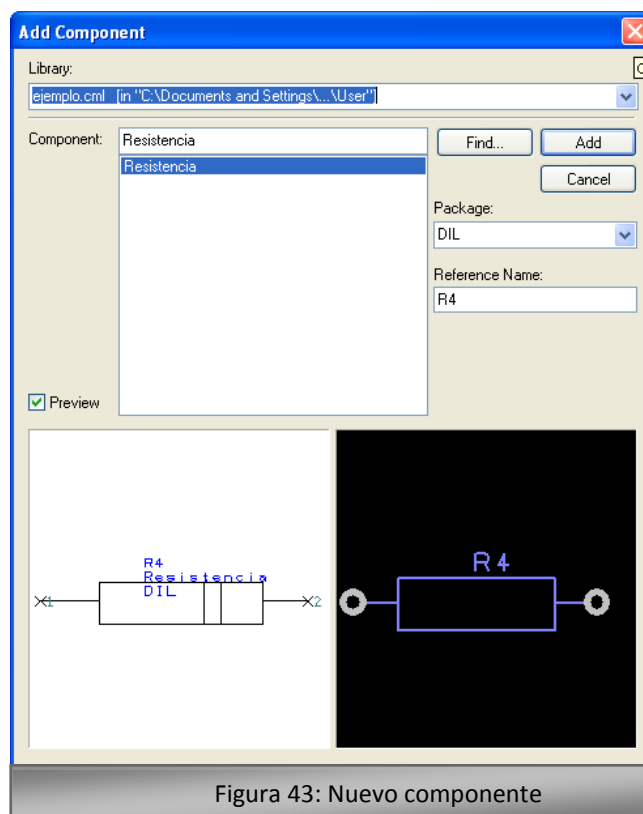 Add Component
Library:
ejemplo.cml   [in "C:\Documents and Settings\...\User"]
Component:
Resistencia
Find...
Add
Resistencia
Cancel
Package:
DIL
Reference Name:
R4
Preview
R4
Resistencia
DIL
1
2
R4
Figura 43: Nuevo componente